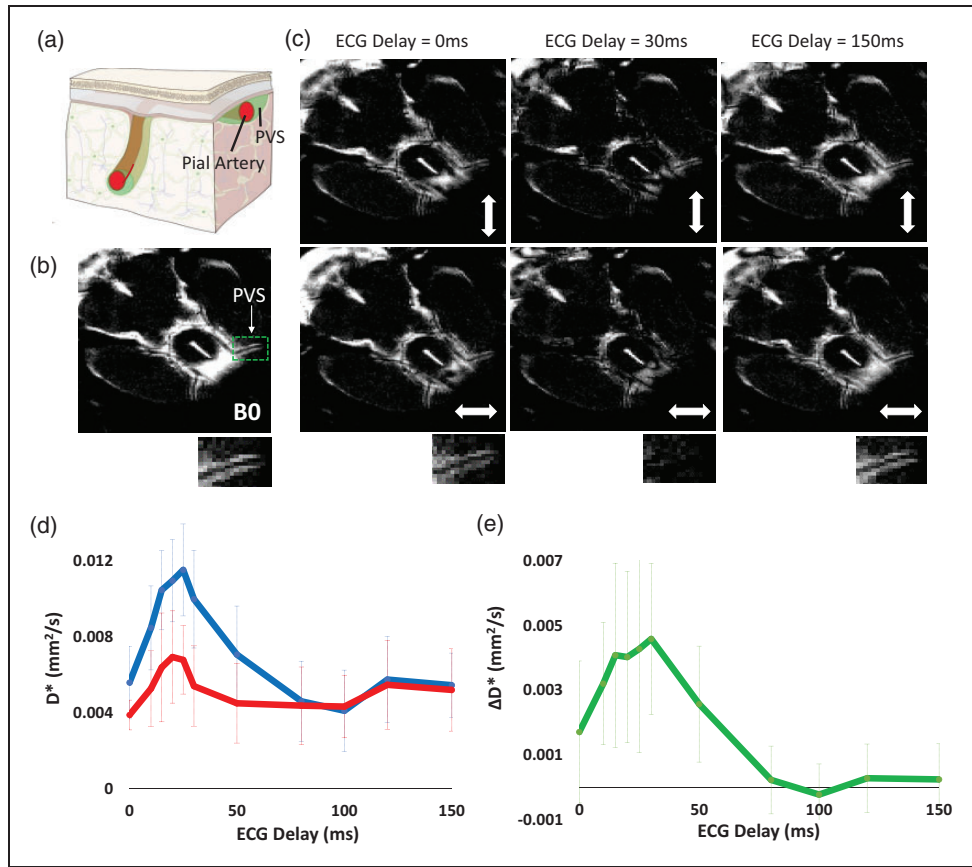 (a)
PVS
Pial Artery
(b)
PVS
B0
(c)
ECG Delay = 0ms
ECG Delay = 30ms
ECG Delay = 150ms
(d)
0.012
0.008
0.004
0
D* (mm²/s)
0
50
100
150
ECG Delay (ms)
(e)
0.007
0.005
0.003
0.001
-0.001
ΔD* (mm²/s)
0
50
100
150
ECG Delay (ms)